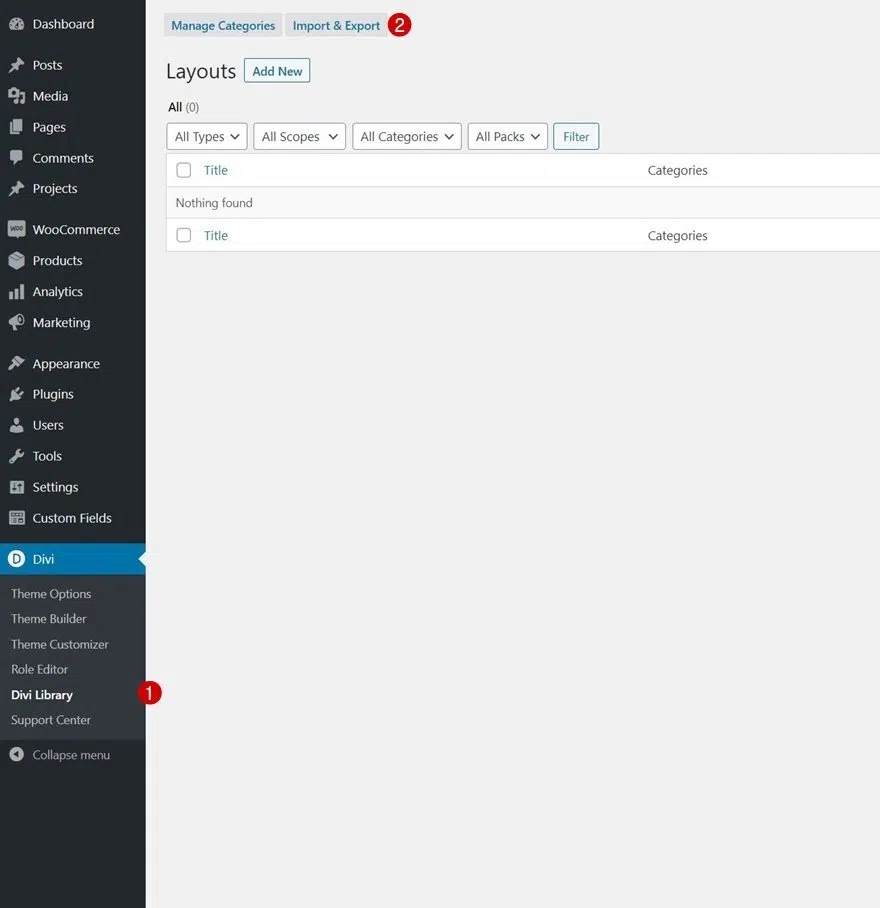 Dashboard
Posts
Media
Pages
Comments
Projects
WooCommerce
Products
Analytics
Marketing
Appearance
Plugins
Users
Tools
Settings
Custom Fields
Divi
Theme Options
Theme Builder
Theme Customizer
Role Editor
Divi Library 1
Support Center
Collapse menu
Manage Categories Import & Export 2
Layouts Add New
All (0)
All Types All Scopes All Categories All Packs Filter
Title Categories
Nothing found
Title Categories